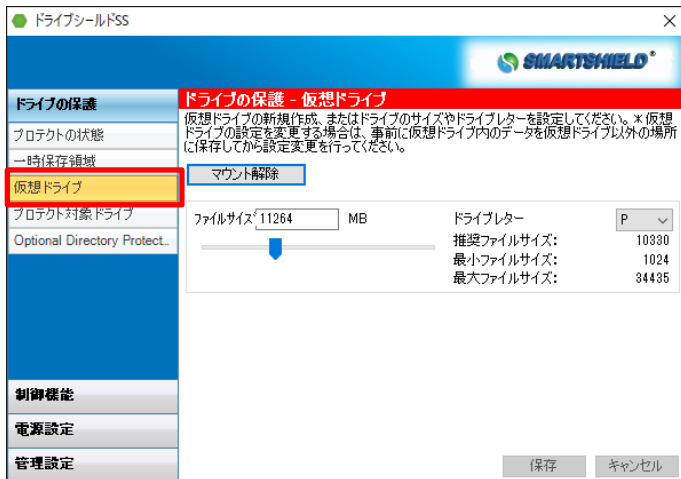 ドライブシールドSS
SMARTSHIELD
ドライブの保護
プロテクトの状態
一時保存領域
仮想ドライブ
プロテクト対象ドライブ
Optional Directory Protect..
制御機能
電源設定
管理設定
ドライブの保護 - 仮想ドライブ
仮想ドライブの新規作成、またはドライブのサイズやドライブレターを設定してください。＊仮想
ドライブの設定を変更する場合は、事前に仮想ドライブ内のデータを仮想ドライブ以外の場所
に保存してから設定変更を行ってください。
マウント解除
ファイルサイズ 11264 MB
ドライブレター P
推奨ファイルサイズ: 10330
最小ファイルサイズ: 1024
最大ファイルサイズ: 34435
保存 キャンセル